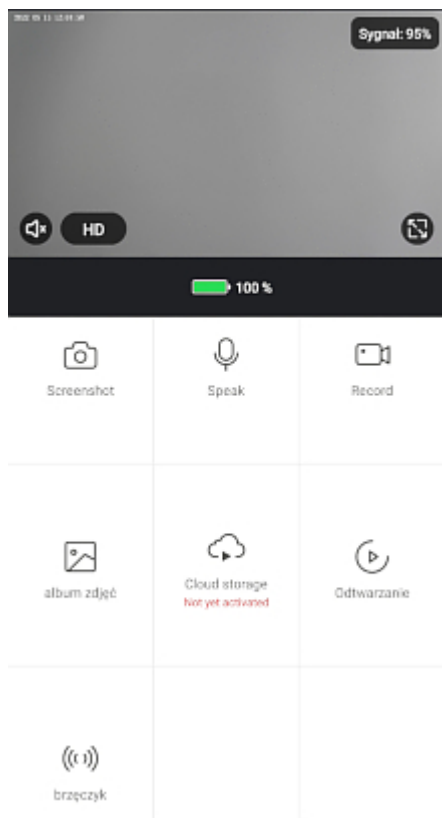 Sygnał: 95%
HD
100 %
Screenshot
Speak
Record
album zdjęć
Cloud storage
Not yet activated
Odtwarzanie
brzęczyk